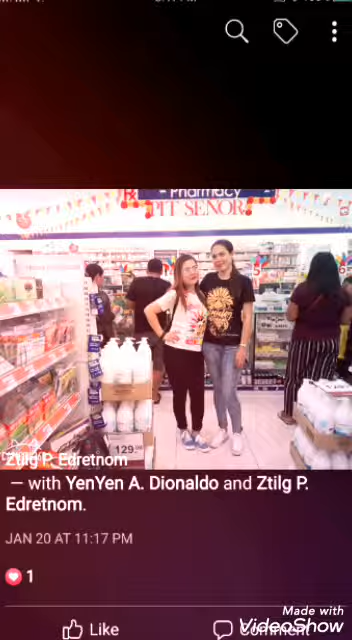 Pharmacy
PIT SENOR
129
Ztilg P. Edretnom
— with YenYen A. Dionaldo and Ztilg P.
Edretnom.
JAN 20 AT 11:17 PM
1
Like
Comment
Made with
VideoShow